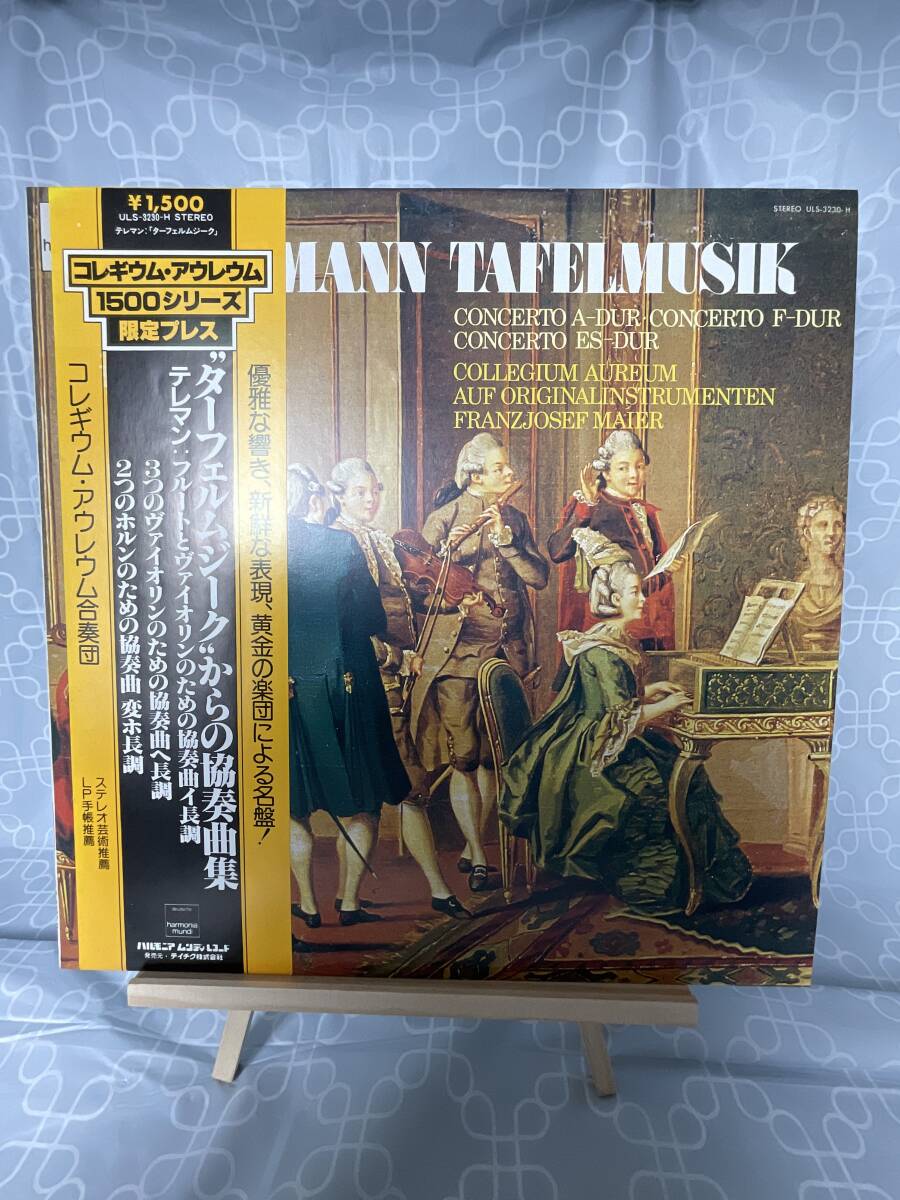 ¥1,500
ULS-3230-H STEREO
テレマン:「ターフェルムジーク」
コレギウム・アウレウム
1500シリーズ
限定プレス
優雅な響き、新鮮な表現、黄金の楽団による名盤!
"ターフェルムジーク"からの協奏曲集
テレマン:フルートとヴァイオリンのための協奏曲イ長調
3つのヴァイオリンのための協奏曲ヘ長調
2つのホルンのための協奏曲 変ホ長調
コレギウム・アウレウム合奏団
ステレオ芸術推薦
LP手帳推薦
deutsche
harmonia
mundi
ハルモニア ムンディ レコード
発売元・テイチク株式会社
STEREO ULS-3230-H
MANN TAFELMUSIK
CONCERTO A-DUR·CONCERTO F-DUR
CONCERTO ES-DUR
COLLEGIUM AUREUM
AUF ORIGINALINSTRUMENTEN
FRANZJOSEF MAIER